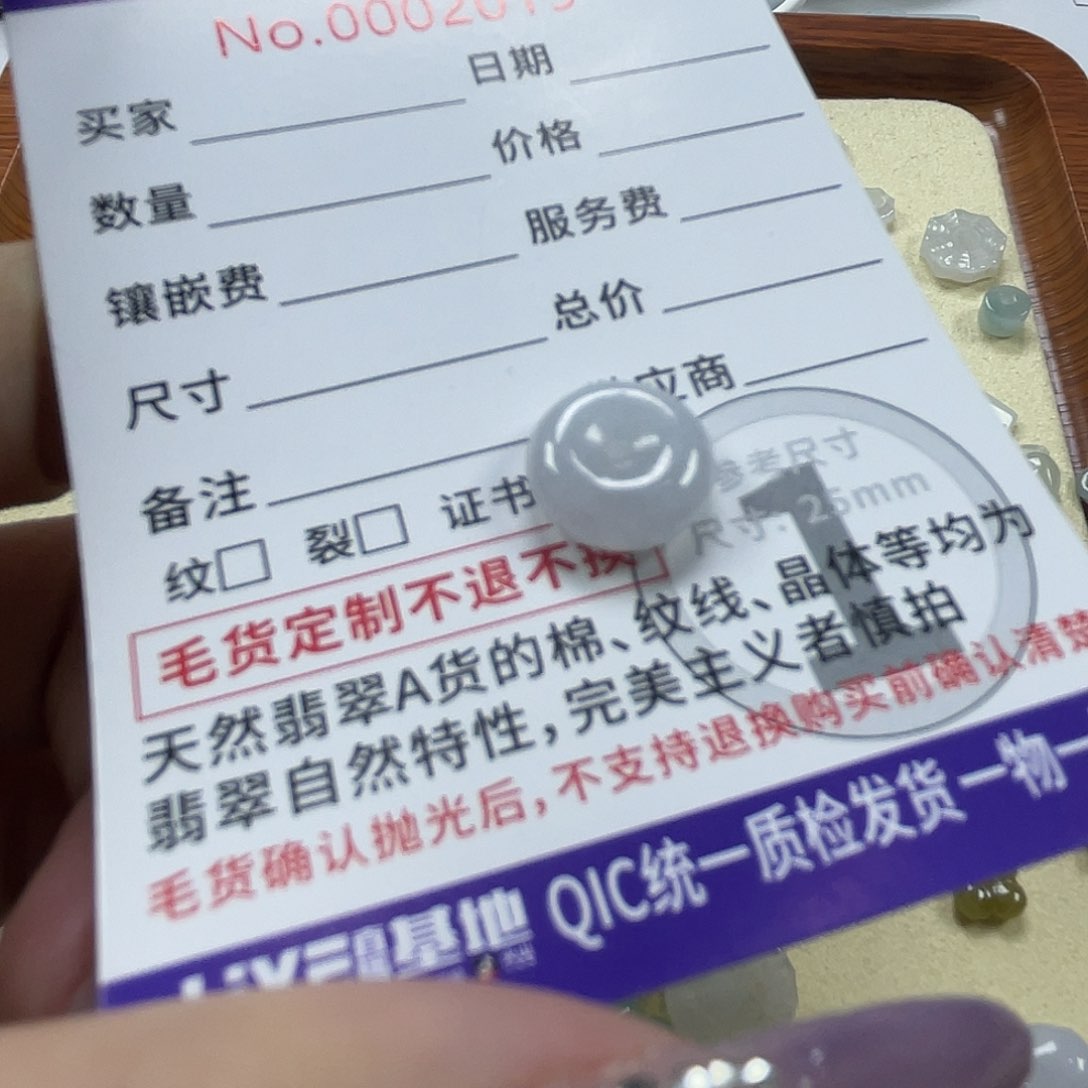 No.0002019
买家 日期
数量 价格
镶嵌费 服务费
尺寸 总价
备注 应商
纹□ 裂□ 证书
参考尺寸
尺寸：25mm
1
毛货定制不退不换
天然翡翠A货的棉、纹线、晶体等均为
翡翠自然特性，完美主义者慎拍
毛货确认抛光后，不支持退换购买前确认清楚
基地 QIC统一质检发货 一物一